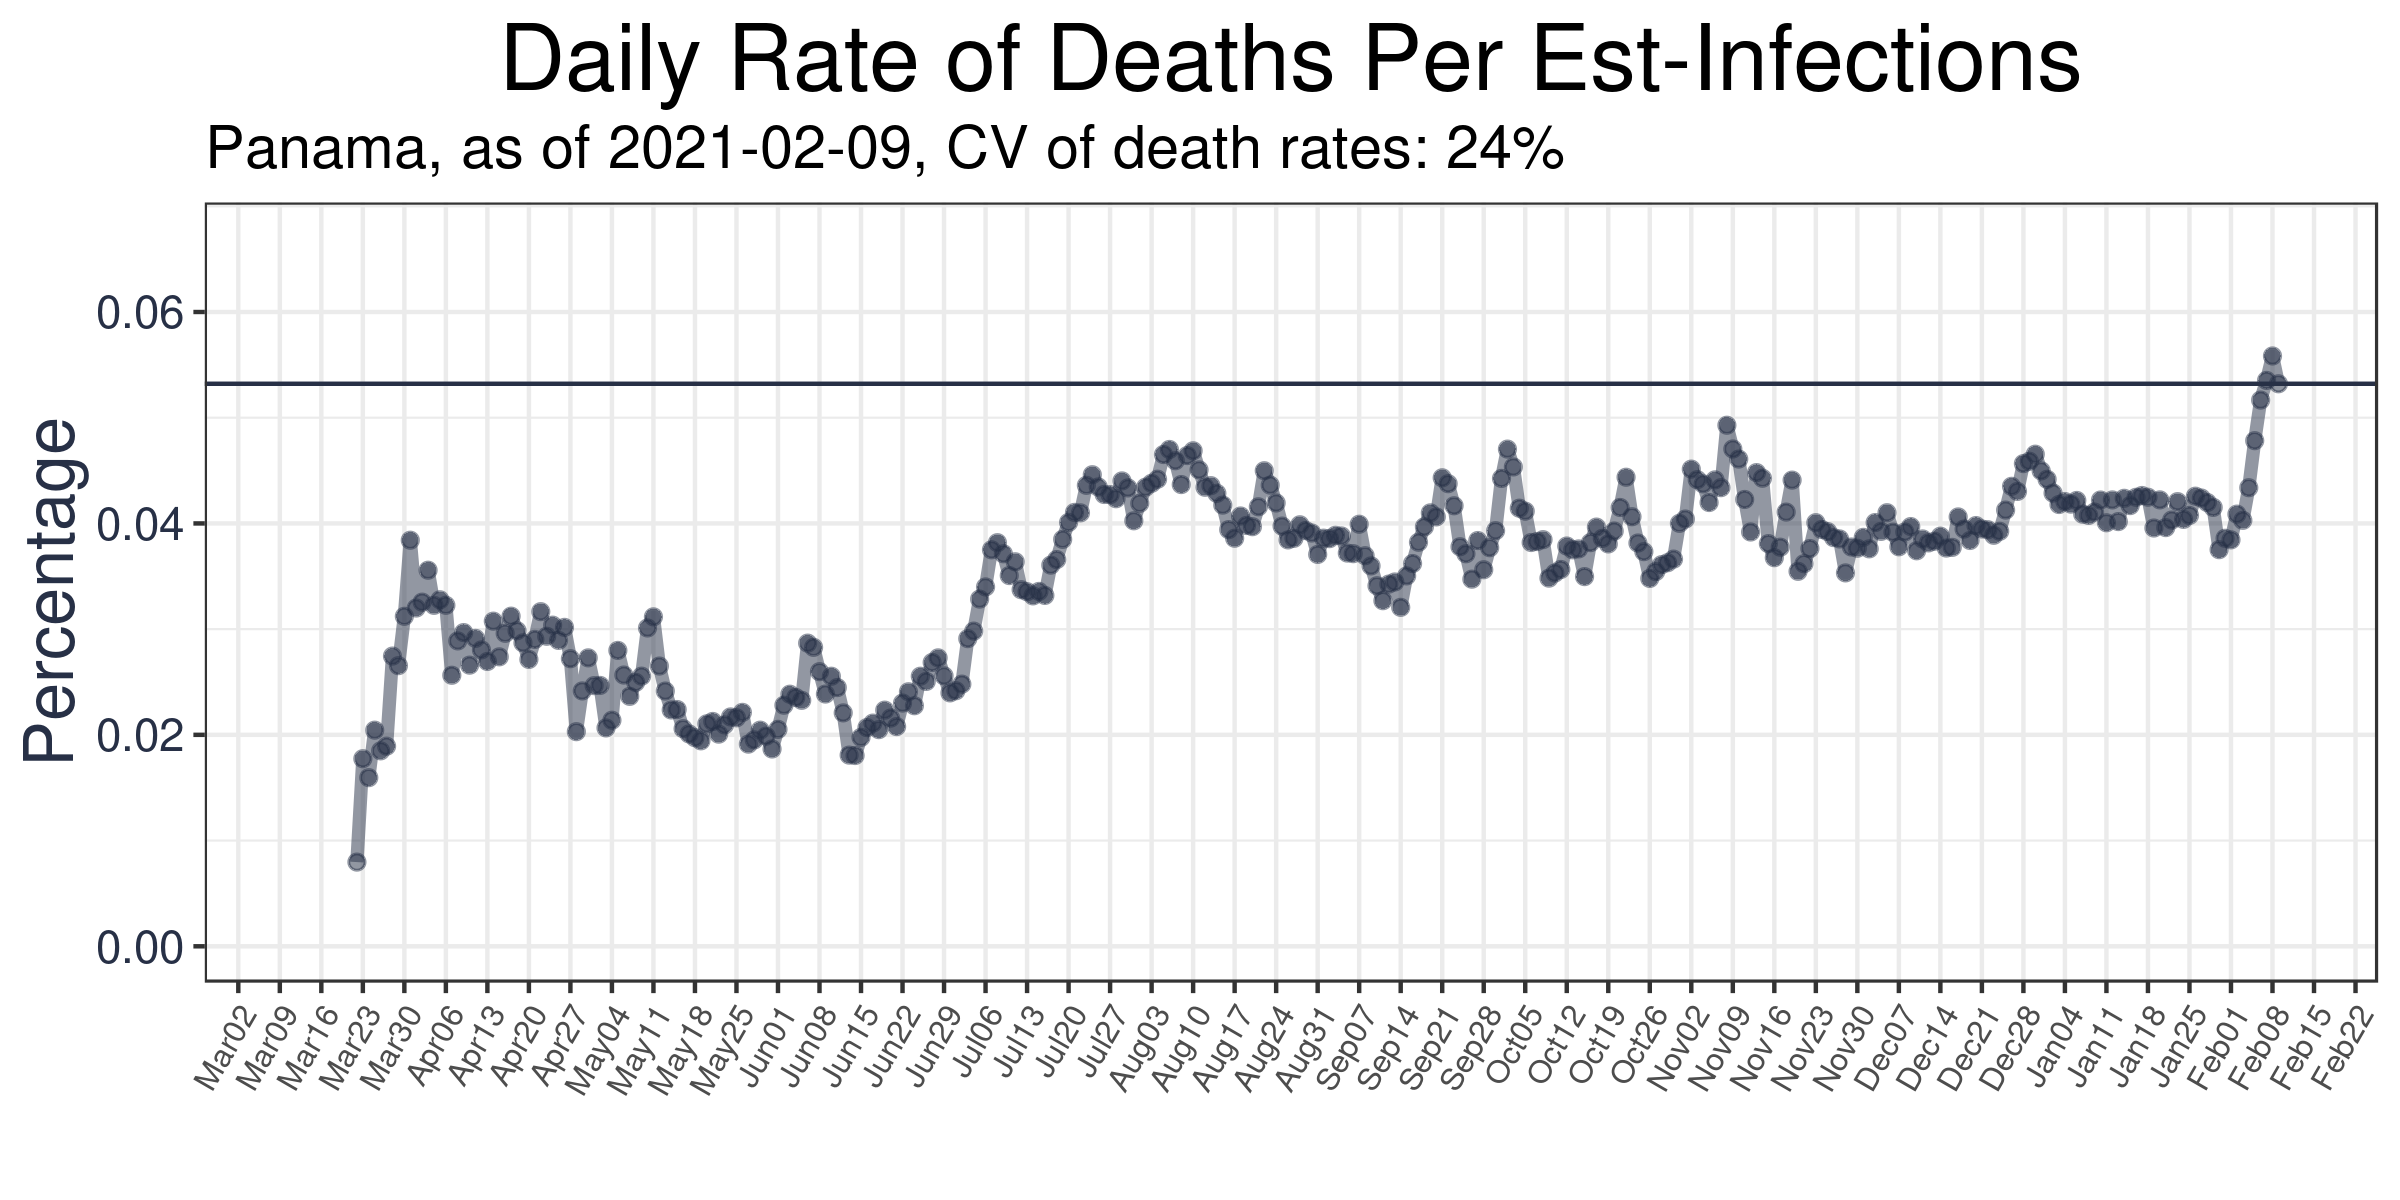 Daily Rate of Deaths Per Est-Infections
Panama, as of 2021-02-09, CV of death rates: 24%
Percentage
0.06
0.04
0.02
0.00
Mar02
Mar09
Mar16
Mar23
Mar30
Apr06
Apr13
Apr20
Apr27
May04
May11
May18
May25
Jun01
Jun08
Jun15
Jun22
Jun29
Jul06
Jul13
Jul20
Jul27
Aug03
Aug10
Aug17
Aug24
Aug31
Sep07
Sep14
Sep21
Sep28
Oct05
Oct12
Oct19
Oct26
Nov02
Nov09
Nov16
Nov23
Nov30
Dec07
Dec14
Dec21
Dec28
Jan04
Jan11
Jan18
Jan25
Feb01
Feb08
Feb15
Feb22